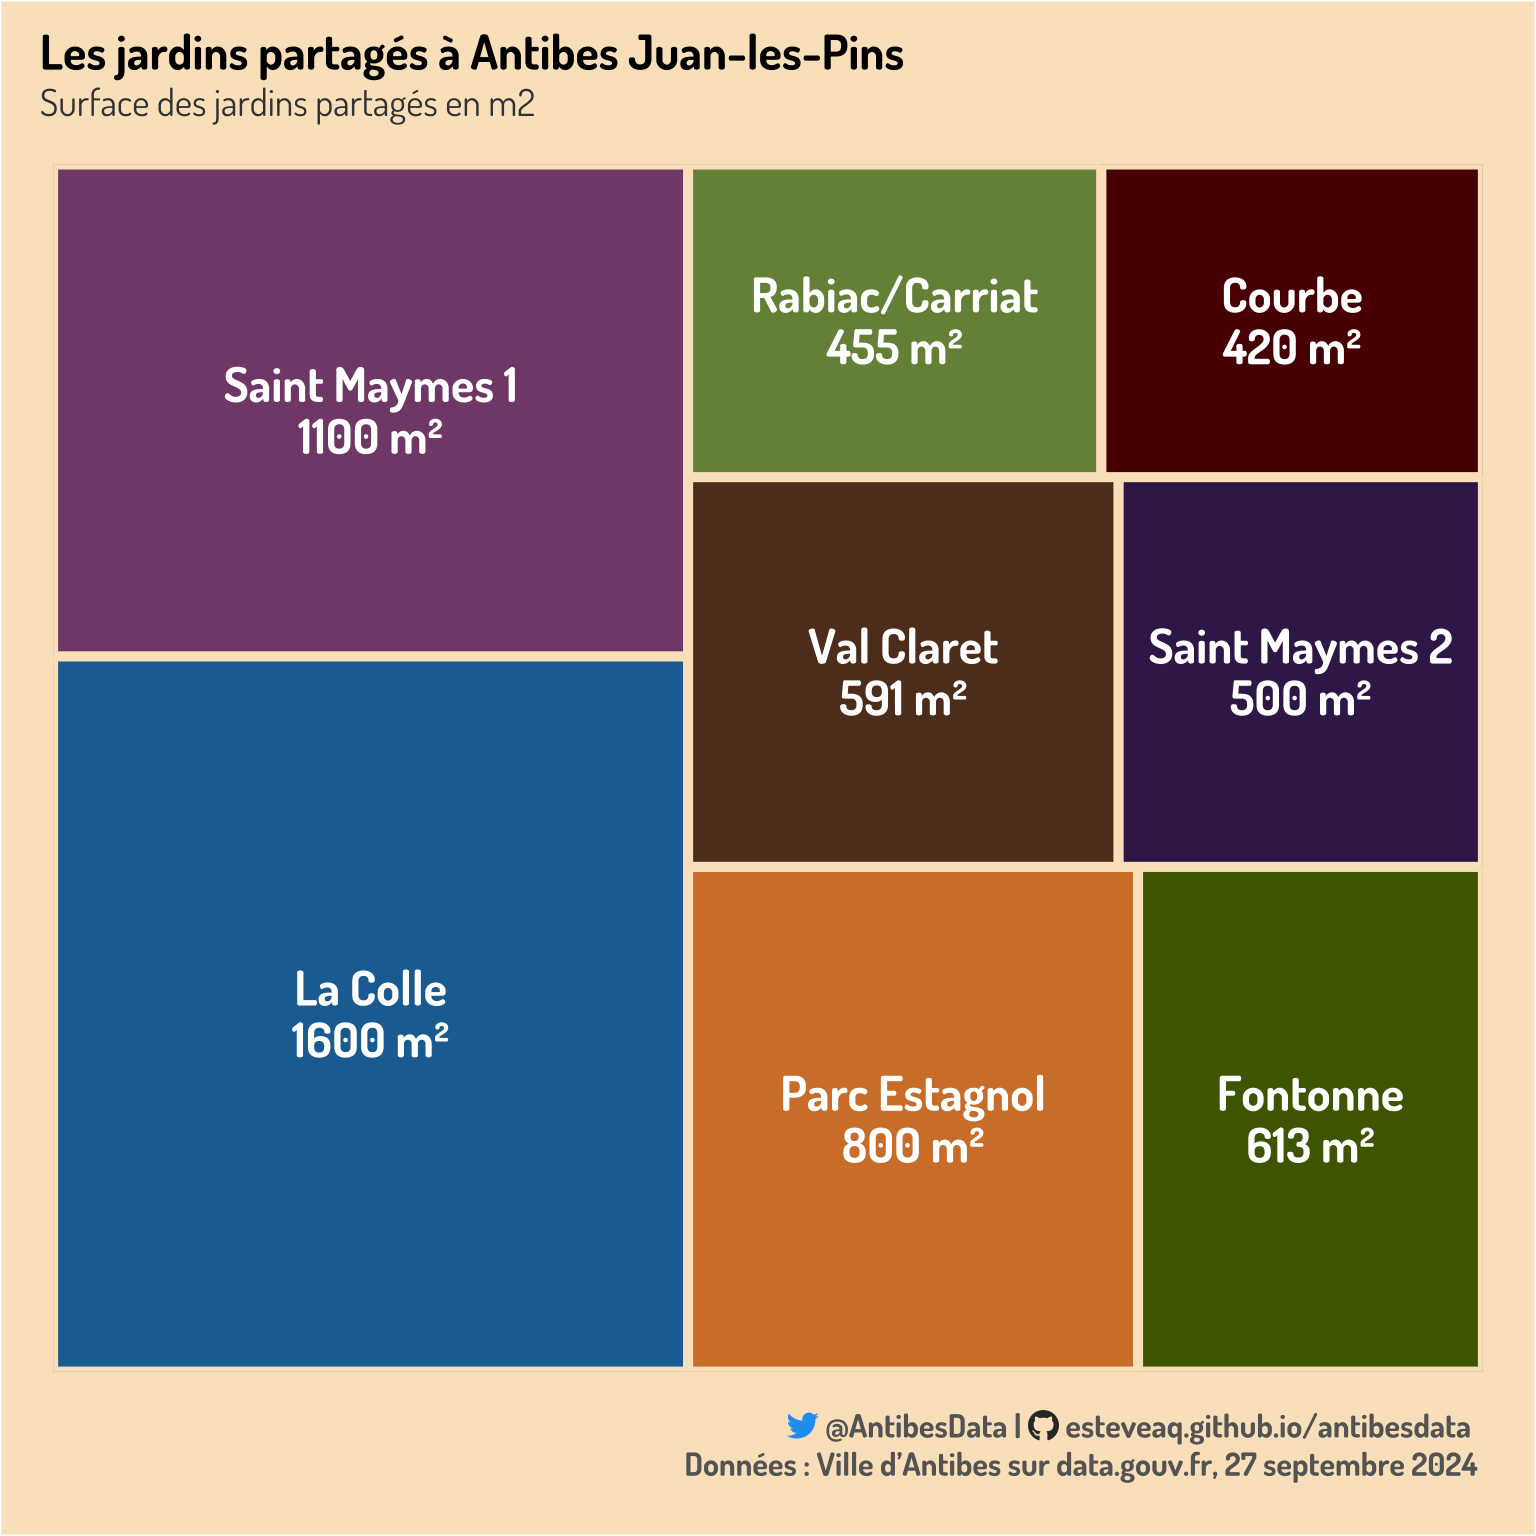 Les jardins partagés à Antibes Juan-les-Pins
Surface des jardins partagés en m2
Saint Maymes 1
1100 m²
Rabiac/Carriat
455 m²
Courbe
420 m²
Val Claret
591 m²
Saint Maymes 2
500 m²
La Colle
1600 m²
Parc Estagnol
800 m²
Fontonne
613 m²
@AntibesData | esteveaq.github.io/antibesdata
Données : Ville d’Antibes sur data.gouv.fr, 27 septembre 2024